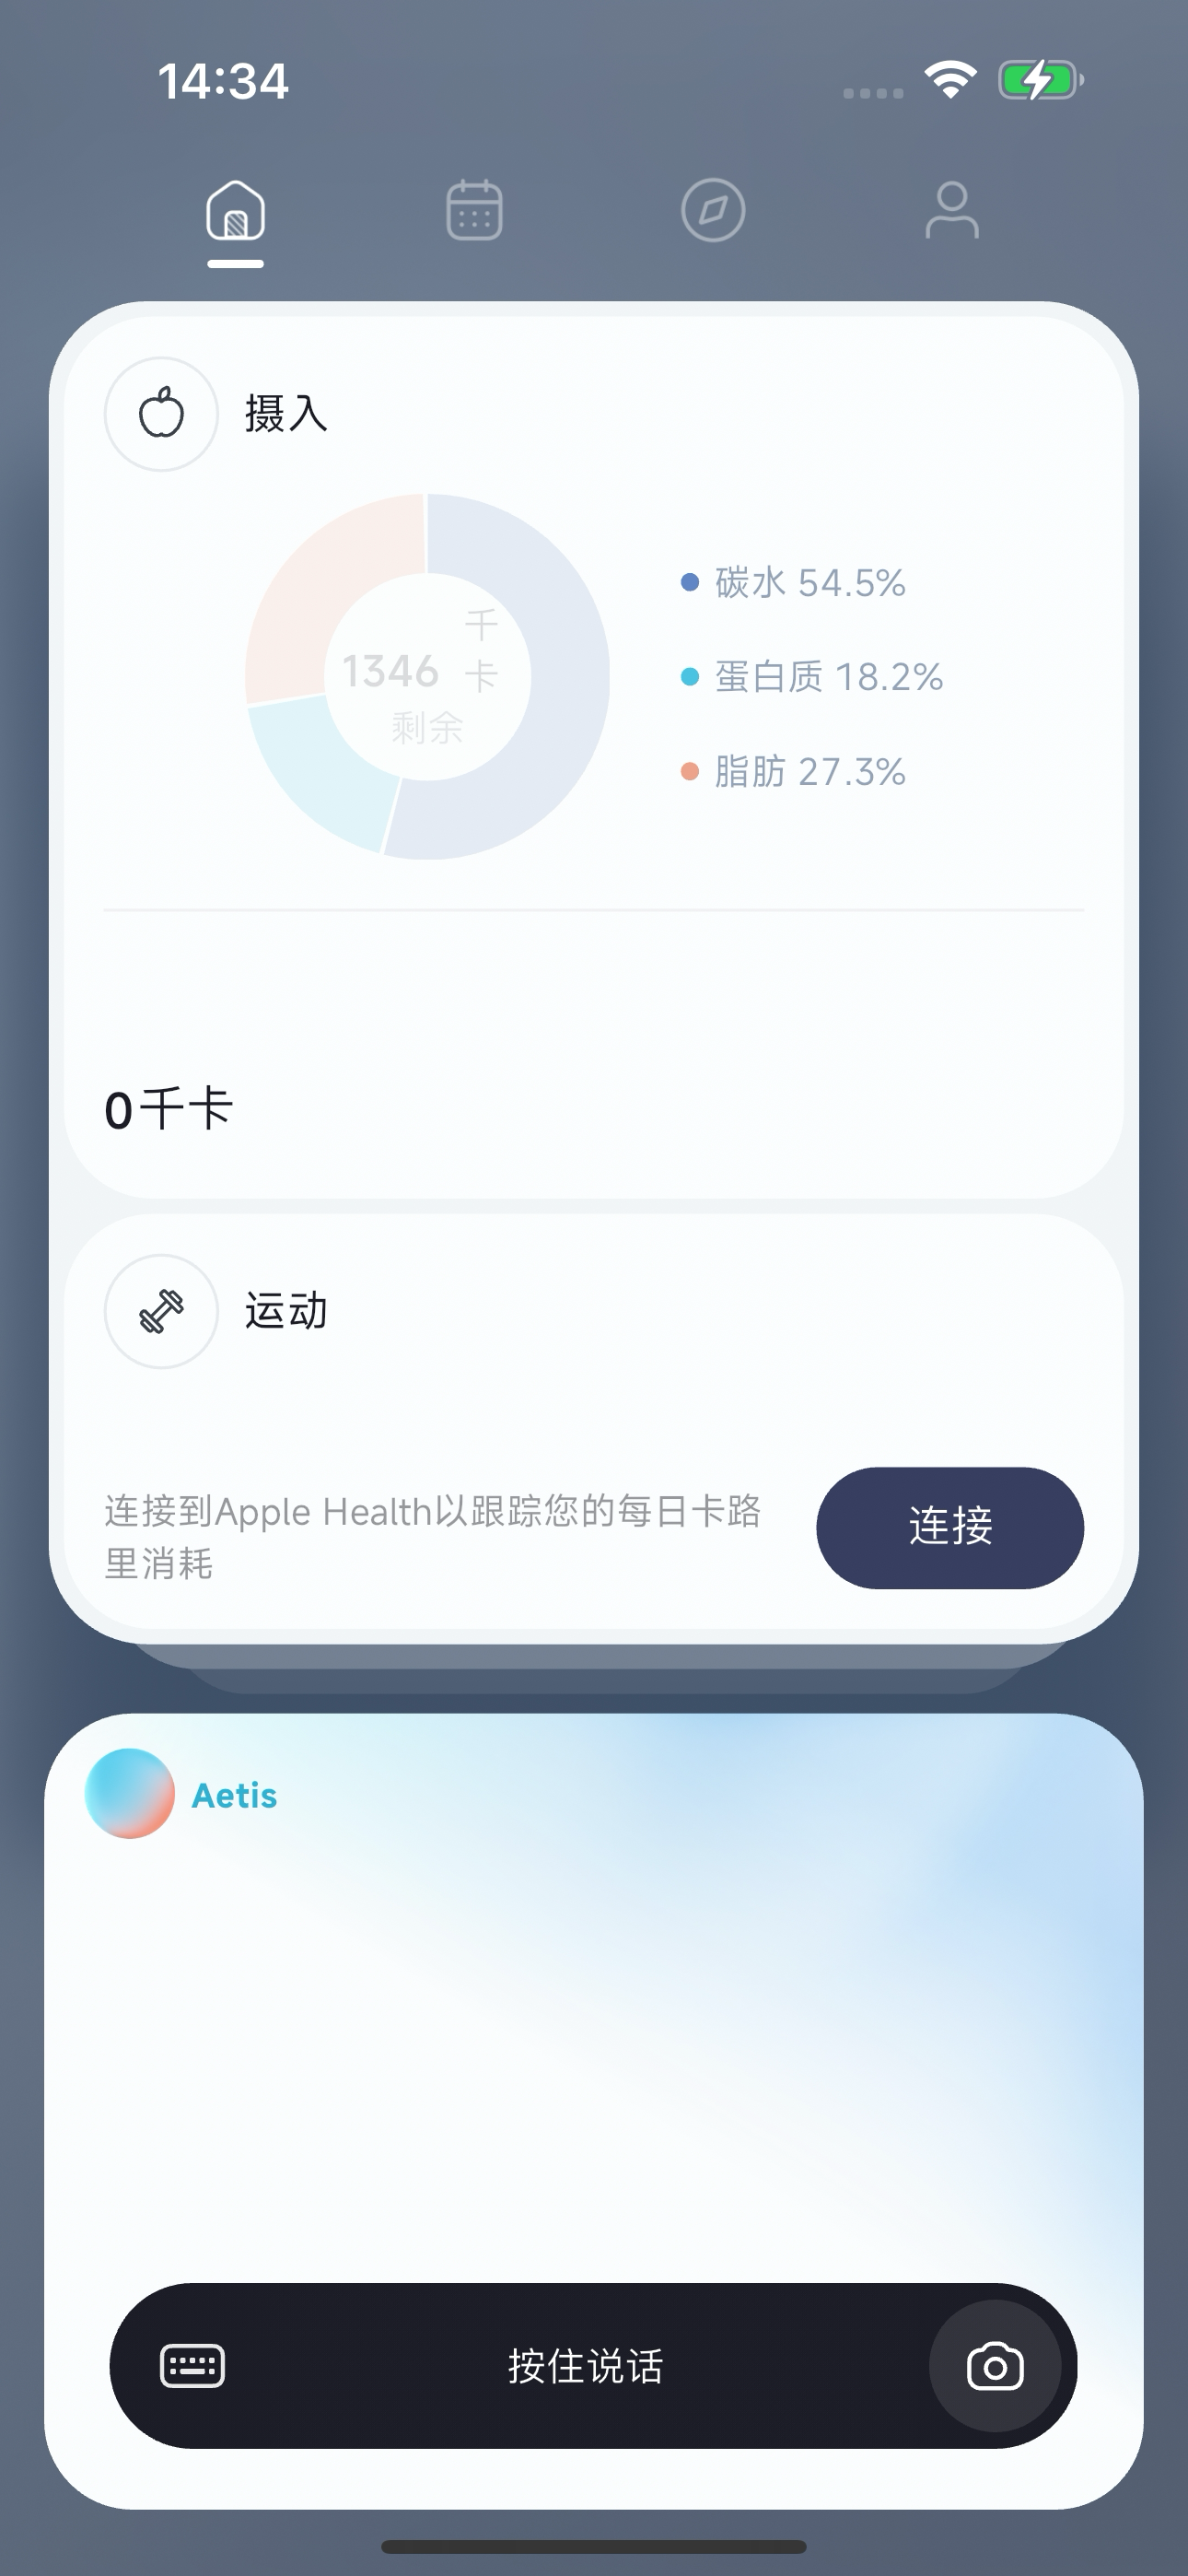 14:34
摄入
千
1346 卡
剩余
碳水 54.5%
蛋白质 18.2%
脂肪 27.3%
0千卡
运动
连接到Apple Health以跟踪您的每日卡路
里消耗
连接
Aetis
按住说话